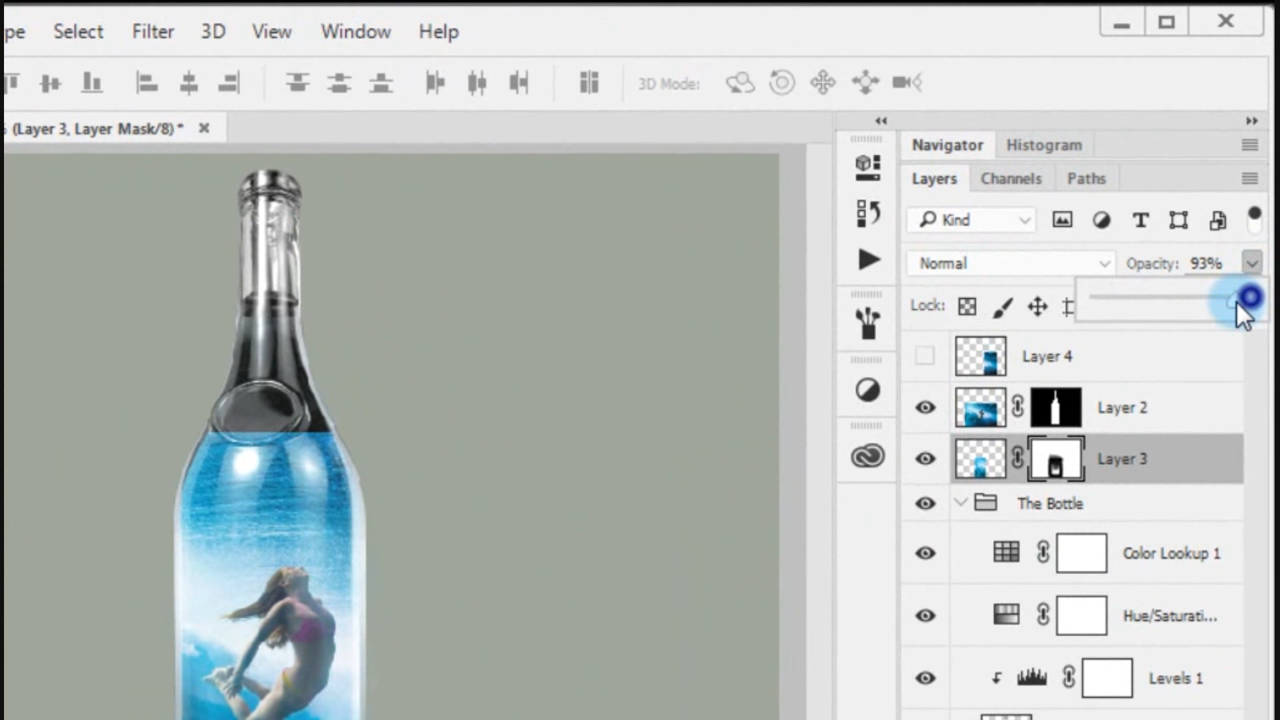 pe Select Filter 3D View Window Help
3D Mode:
(Layer 3, Layer Mask/8) *
Navigator Histogram
Layers Channels Paths
Kind
Normal Opacity: 93%
Lock:
Layer 4
Layer 2
Layer 3
The Bottle
Color Lookup 1
Hue/Saturati...
Levels 1